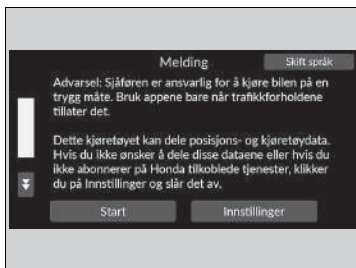 Melding
Skift språk
Advarsel: Sjåføren er ansvarlig for å kjøre bilen på en
trygg måte. Bruk appene bare når trafikkforholdene
tillater det.
Dette kjøretøyet kan dele posisjons- og kjøretøydata.
Hvis du ikke ønsker å dele disse dataene eller hvis du
ikke abonnerer på Honda tilkoblede tjenester, klikker
du på Innstillinger og slår det av.
Start
Innstillinger